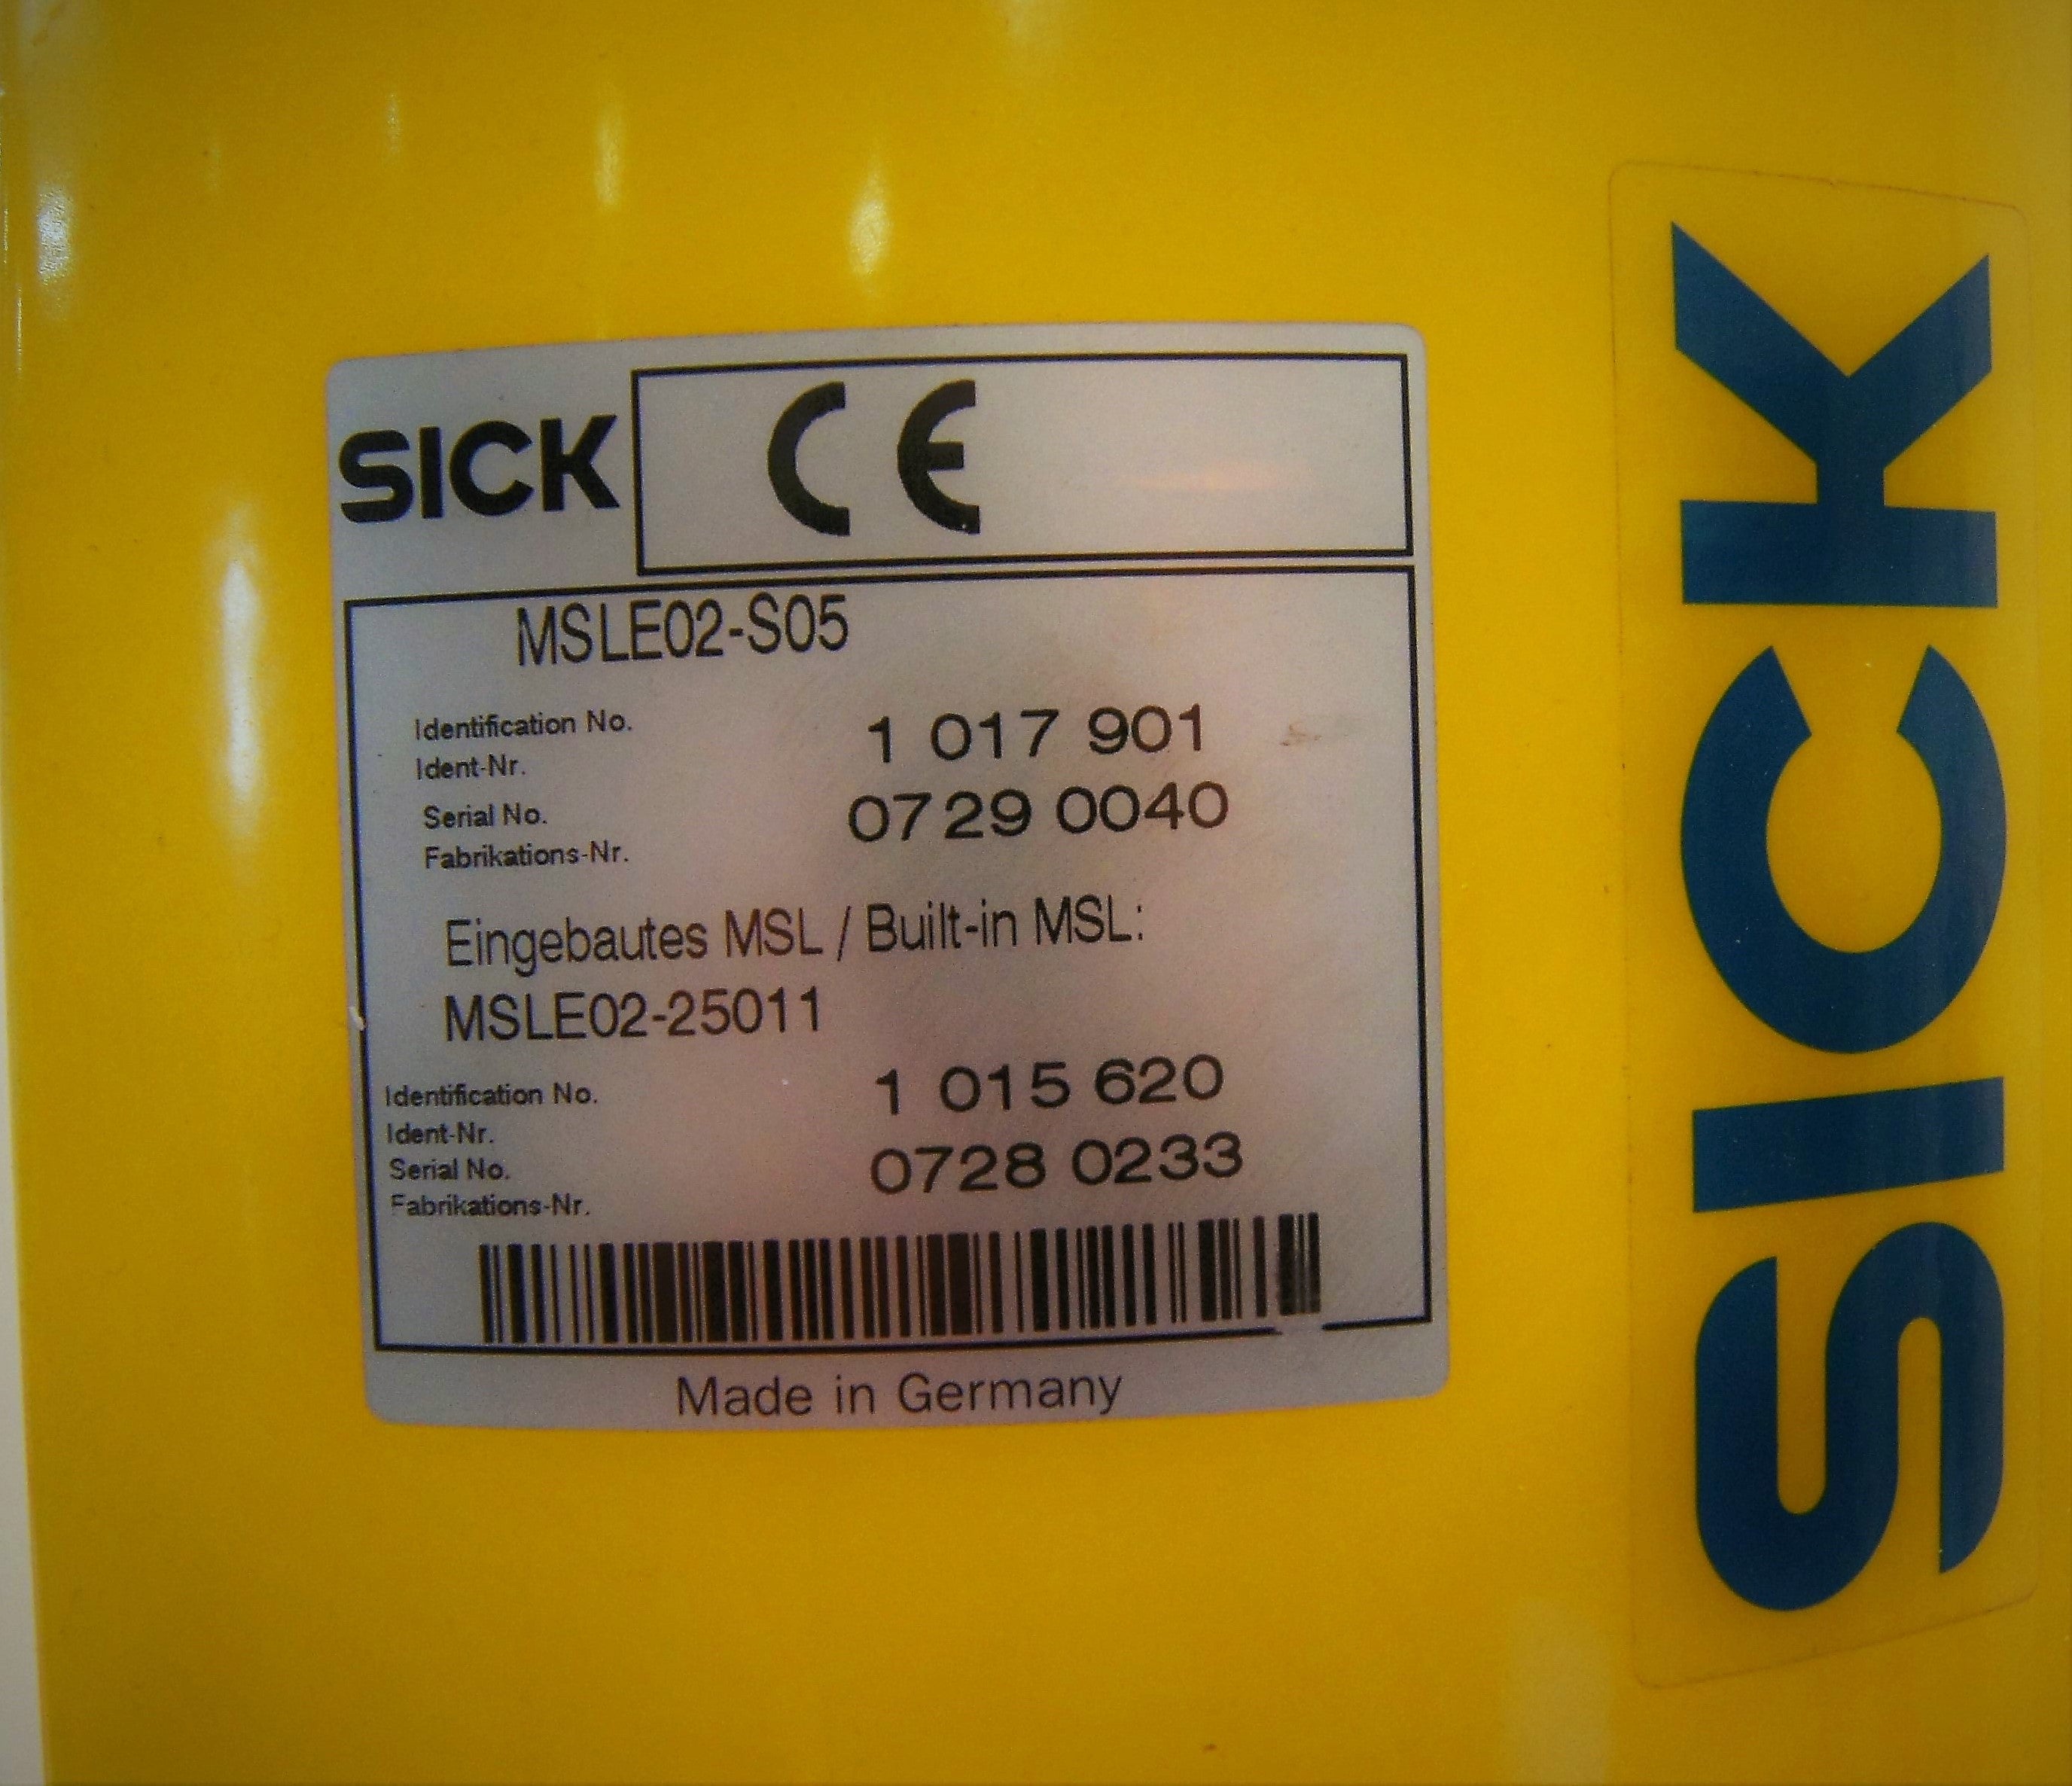 SICK
CE
MSLE02-S05
Identification No.
Ident-Nr.
1 017 901
Serial No.
Fabrikations-Nr.
0729 0040
Eingebautes MSL / Built-in MSL:
MSLE02-25011
Identification No.
Ident-Nr.
1 015 620
Serial No.
Fabrikations-Nr.
0728 0233
Made in Germany
SICK